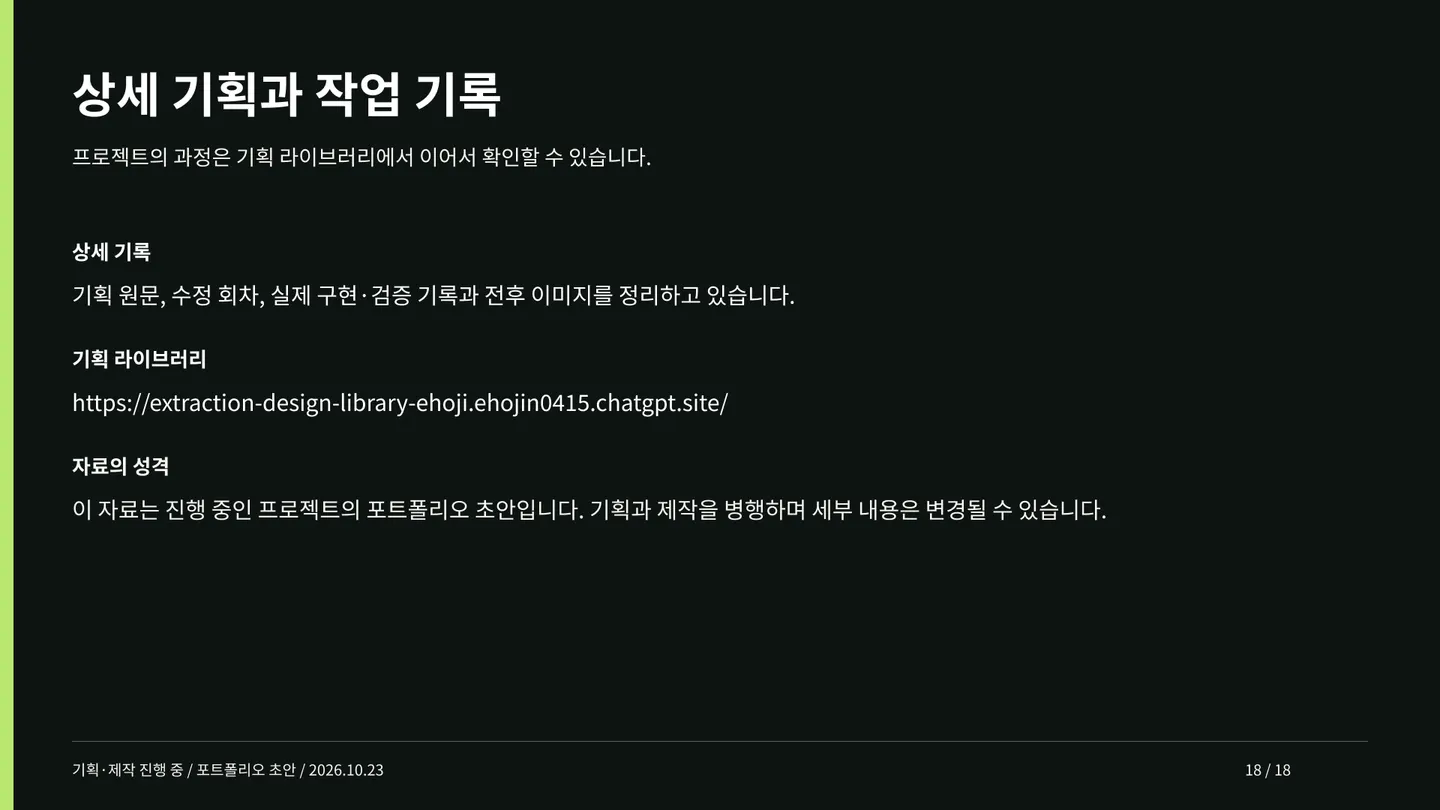 상세 기획과 작업 기록
프로젝트의 과정은 기획 라이브러리에서 이어서 확인할 수 있습니다.
상세 기록
기획 원문, 수정 회차, 실제 구현·검증 기록과 전후 이미지를 정리하고 있습니다.
기획 라이브러리
https://extraction-design-library-ehoji.ehojin0415.chatgpt.site/
자료의 성격
이 자료는 진행 중인 프로젝트의 포트폴리오 초안입니다. 기획과 제작을 병행하며 세부 내용은 변경될 수 있습니다.
기획·제작 진행 중 / 포트폴리오 초안 / 2026.10.23
18 / 18